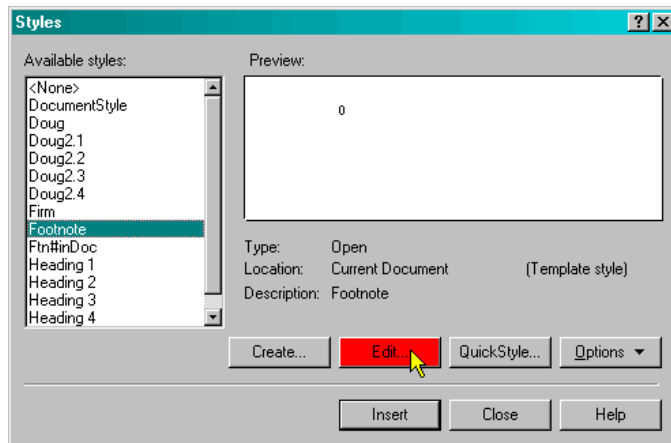 Styles
Available styles:
<None>
DocumentStyle
Doug
Doug2.1
Doug2.2
Doug2.3
Doug2.4
Firm
Footnote
Ftn#inDoc
Heading 1
Heading 2
Heading 3
Heading 4
Preview:
0
Type: Open
Location: Current Document (Template style)
Description: Footnote
Create... Edit... QuickStyle... Options
Insert Close Help